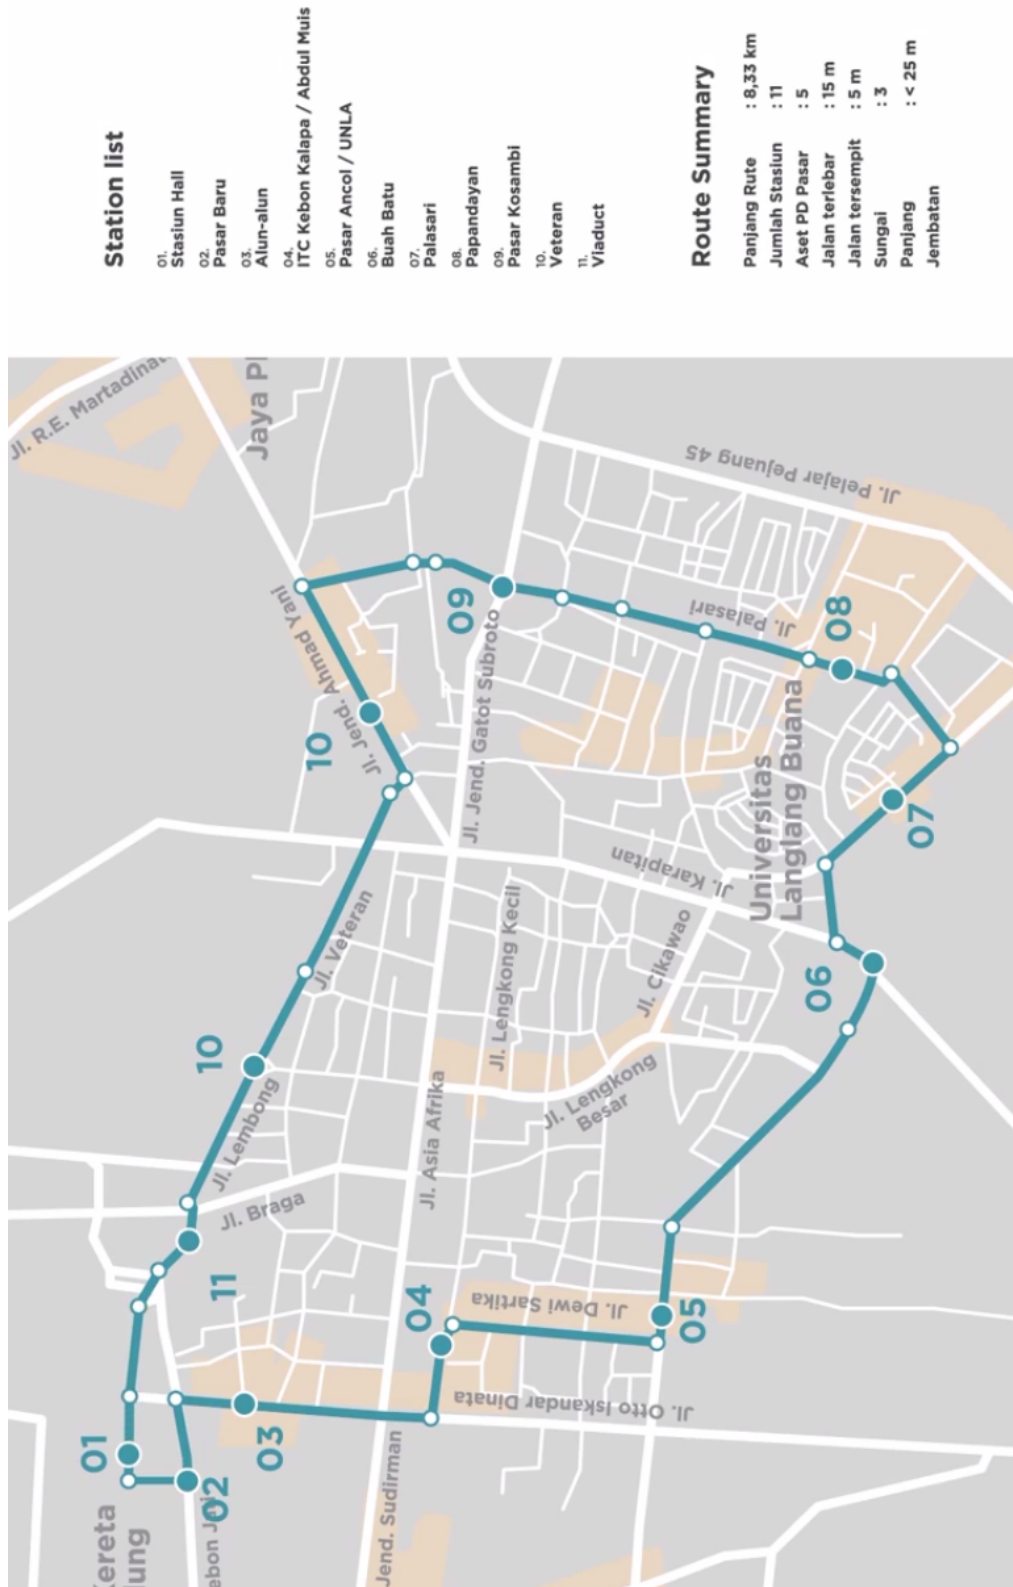 Station list
01.
Stasiun Hall
02.
Pasar Baru
03.
Alun-alun
04.
ITC Kebon Kalapa / Abdul Muis
05.
Pasar Ancol / UNLA
06.
Buah Batu
07.
Palasari
08.
Papandayan
09.
Pasar Kosambi
10.
Veteran
11.
Viaduct
Route Summary
Panjang Rute : 8,33 km
Jumlah Stasiun : 11
Aset PD Pasar : 5
Jalan terlebar : 15 m
Jalan tersempit : 5 m
Sungai : 3
Panjang : < 25 m
Jembatan
Jl. R.E. Martadinat
Jaya Pl
Jl. Pelajar Pejuang 45
Jl. Jend. Ahmad Yani
09
Jl. Palasari
08
Jl. Jend. Gatot Subroto
10
Universitas
Langlang Buana
07
Jl. Karapitan
Jl. Veteran
Jl. Lengkong Kecil
Jl. Cikawao
06
10
Jl. Lembong
Jl. Asia Afrika
Jl. Lengkong
Besar
Jl. Braga
11
04
Jl. Dewi Sartika
05
Jl. Otto Iskandar Dinata
01
02
03
Jend. Sudirman
Kereta
dung
ebon J